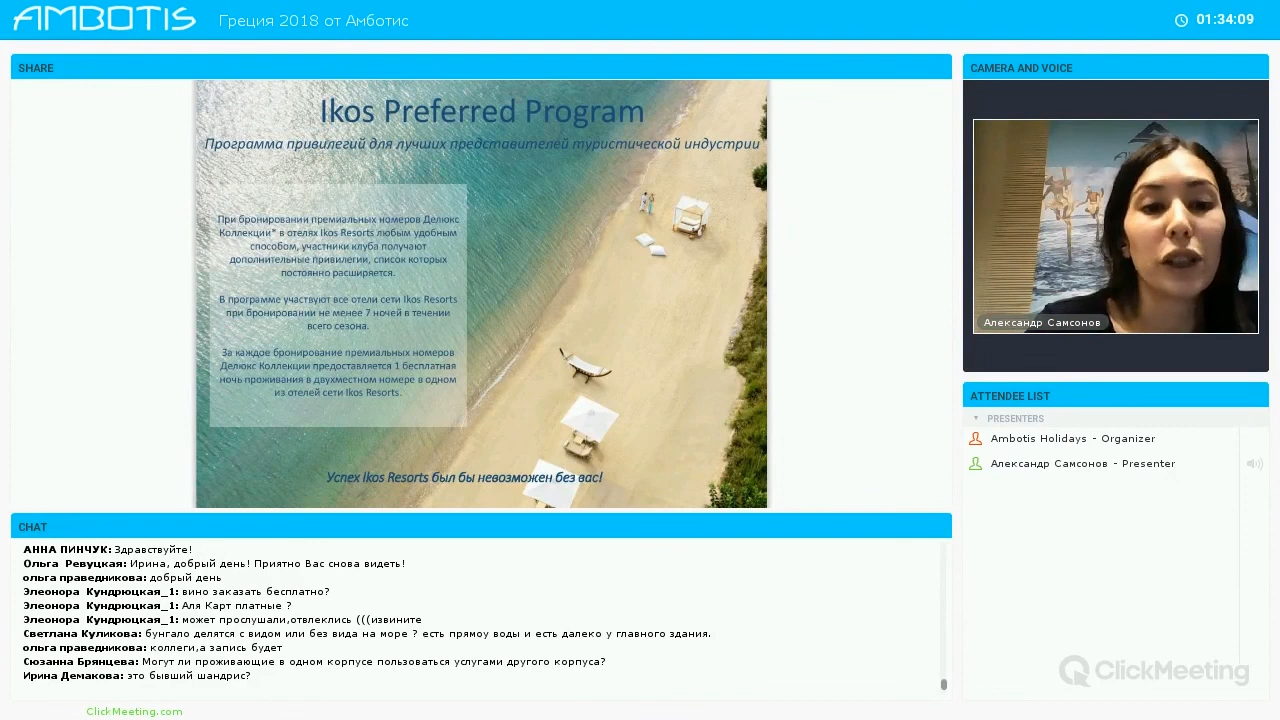 AMBOTIS
Греция 2018 от Амботис
01:34:09
SHARE
Ikos Preferred Program
Программа привилегий для лучших представителей туристической индустрии
При бронировании премиальных номеров Делюкс
Коллекции* в отелях Ikos Resorts любым удобным
способом, участники клуба получают
дополнительные привилегии, список которых
постоянно расширяется.
В программе участвуют все отели сети Ikos Resorts
при бронировании не менее 7 ночей в течении
всего сезона.
За каждое бронирование премиальных номеров
Делюкс Коллекции предоставляется 1 бесплатная
ночь проживания в двухместном номере в одном
из отелей сети Ikos Resorts.
Успех Ikos Resorts был бы невозможен без вас!
CAMERA AND VOICE
Александр Самсонов
ATTENDEE LIST
PRESENTERS
Ambotis Holidays - Organizer
Александр Самсонов - Presenter
CHAT
АННА ПИНЧУК: Здравствуйте!
Ольга Ревуцкая: Ирина, добрый день! Приятно Вас снова видеть!
ольга праведникова: добрый день
Элеонора Кундрюцкая_1: вино заказать бесплатно?
Элеонора Кундрюцкая_1: Аля Карт платные ?
Элеонора Кундрюцкая_1: может прослушали,отвлеклись (((извините
Светлана Куликова: бунгало делятся с видом или без вида на море ? есть прямоу воды и есть далеко у главного здания.
ольга праведникова: коллеги,а запись будет
Сюзанна Брянцева: Могут ли проживающие в одном корпусе пользоваться услугами другого корпуса?
Ирина Демакова: это бывший шандрис?
ClickMeeting
ClickMeeting.com